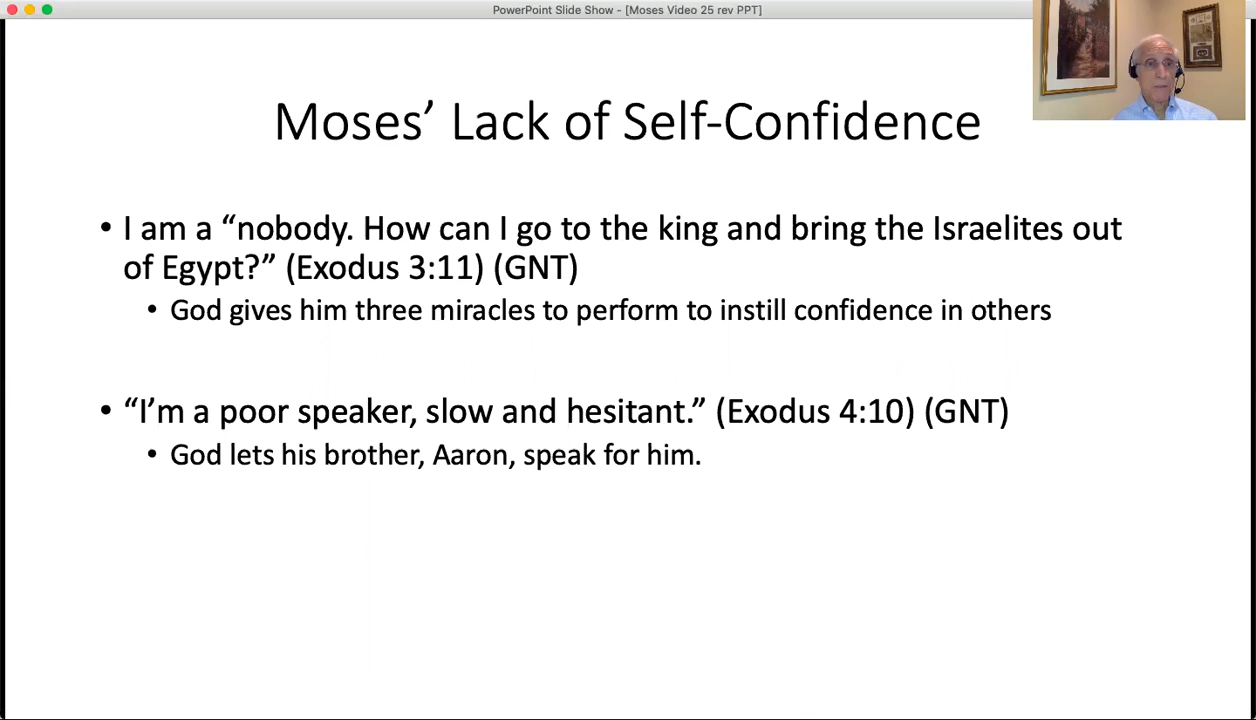 PowerPoint Slide Show - [Moses Video 25 rev PPT]
Moses’ Lack of Self-Confidence
• I am a “nobody. How can I go to the king and bring the Israelites out
of Egypt?” (Exodus 3:11) (GNT)
• God gives him three miracles to perform to instill confidence in others
• “I’m a poor speaker, slow and hesitant.” (Exodus 4:10) (GNT)
• God lets his brother, Aaron, speak for him.